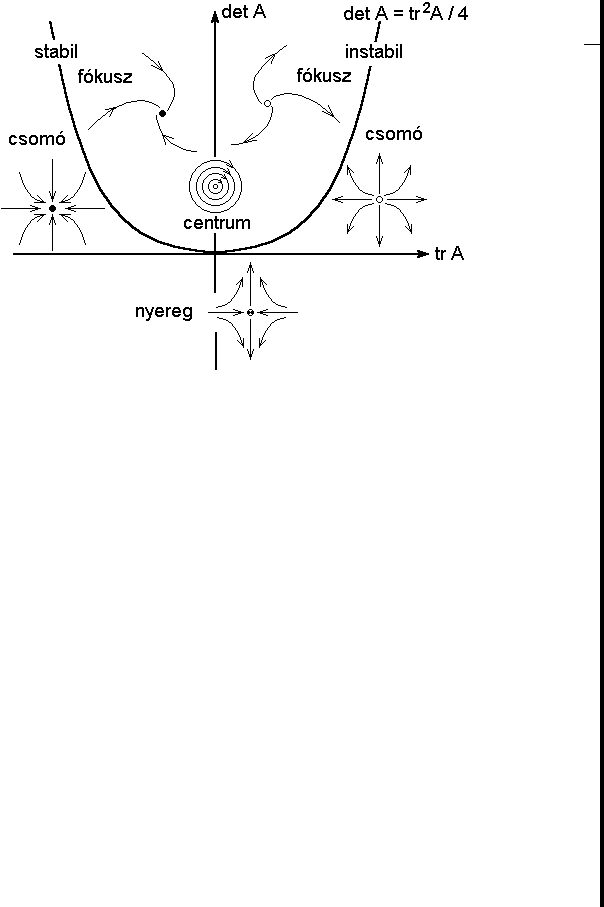 det A
det A = tr²A / 4
stabil
instabil
fókusz
fókusz
csomó
csomó
centrum
tr A
nyereg